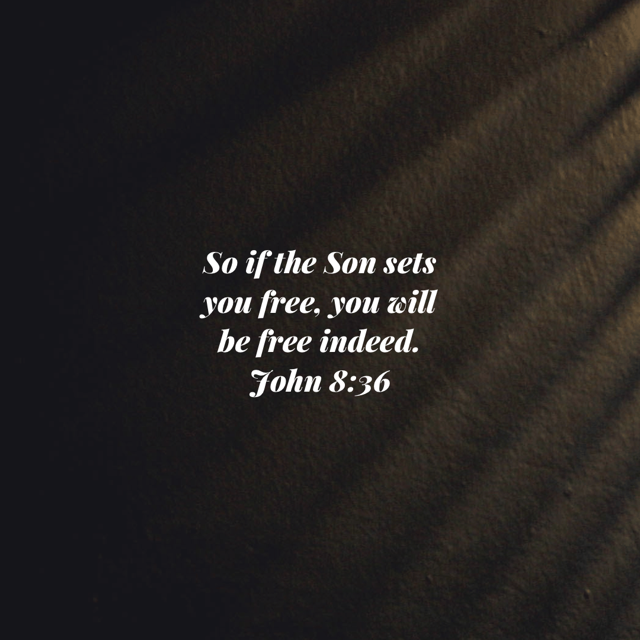 So if the Son sets
you free, you will
be free indeed.
John 8:36